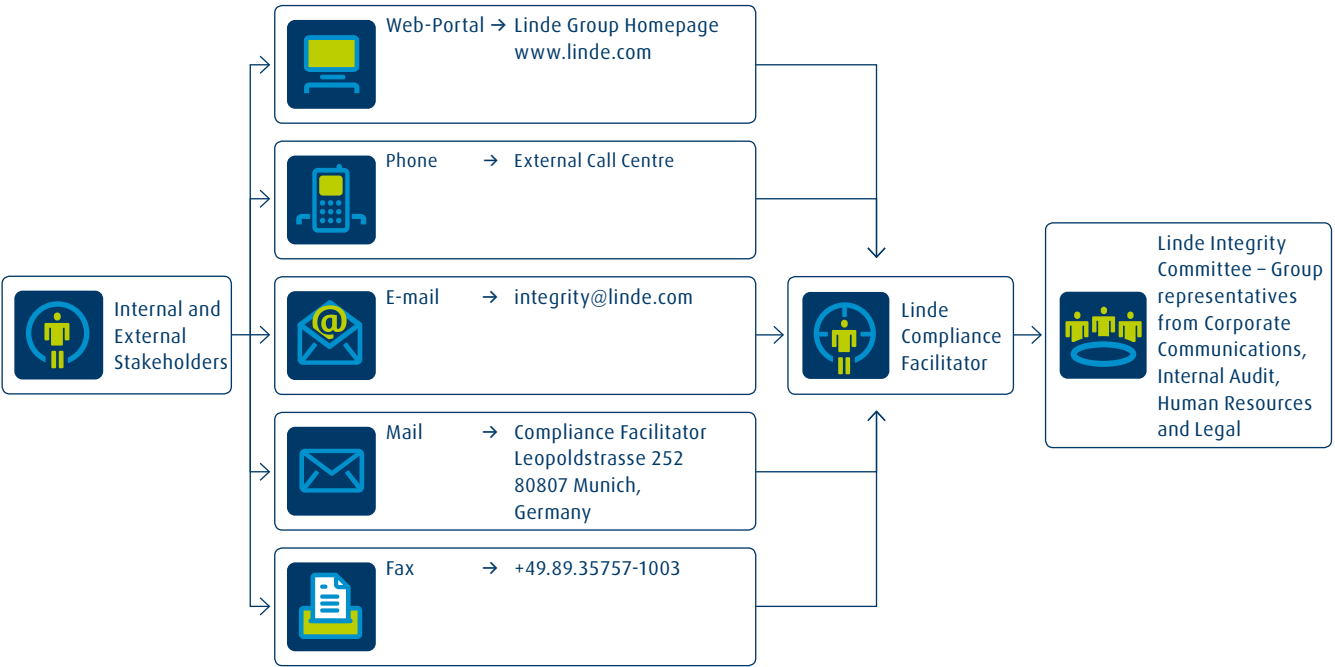 Internal and
External
Stakeholders
Web-Portal → Linde Group Homepage
www.linde.com
Phone → External Call Centre
E-mail → integrity@linde.com
Mail → Compliance Facilitator
Leopoldstrasse 252
80807 Munich,
Germany
Fax → +49.89.35757-1003
Linde
Compliance
Facilitator
Linde Integrity
Committee – Group
representatives
from Corporate
Communications,
Internal Audit,
Human Resources
and Legal